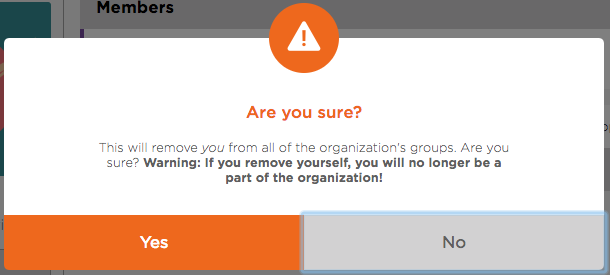 Members
Are you sure?
This will remove you from all of the organization's groups. Are you
sure? Warning: If you remove yourself, you will no longer be a
part of the organization!
Yes
No